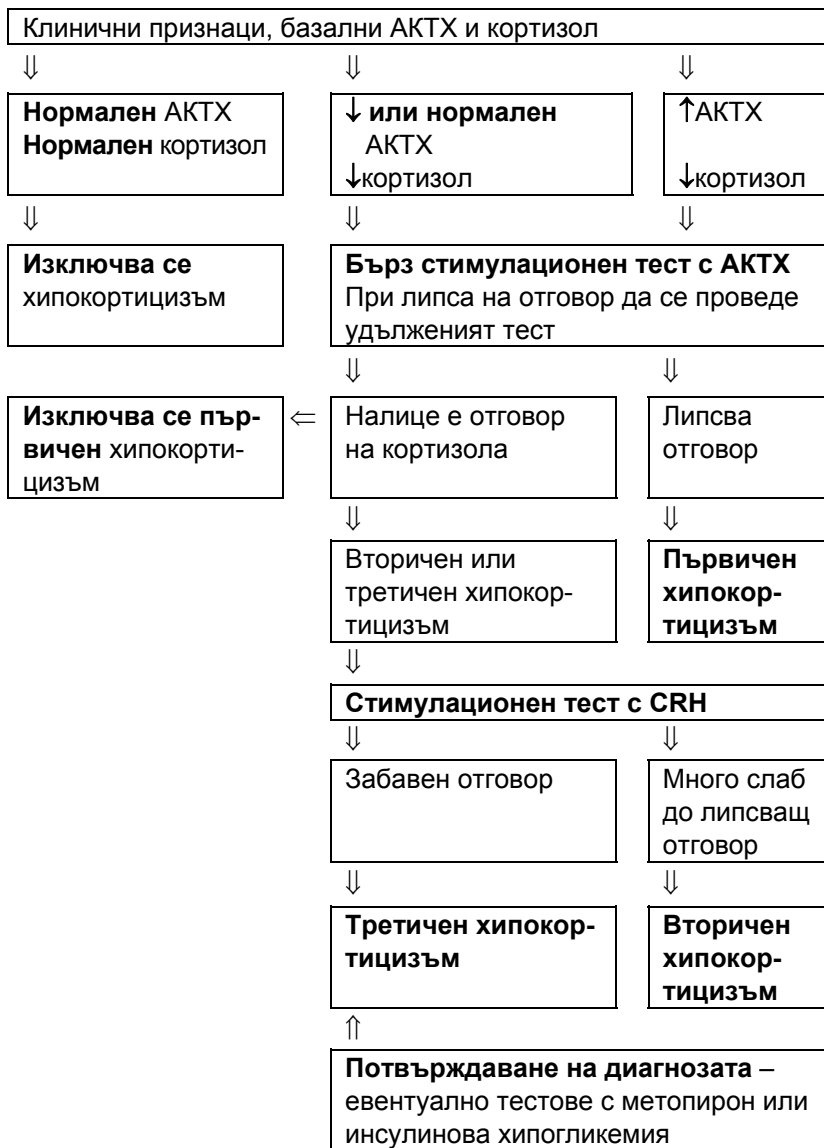 Клинични признаци, базални АКТХ и кортизол
⇓ ⇓ ⇓
Нормален АКТХ
Нормален кортизол
↓ или нормален
АКТХ
↓кортизол
↑АКТХ
↓кортизол
⇓ ⇓ ⇓
Изключва се
хипокортицизъм
Бърз стимулационен тест с АКТХ
При липса на отговор да се проведе
удълженият тест
⇓ ⇓
Изключва се пър-
вичен хипокорти-
цизъм
⇐
Налице е отговор
на кортизола
Липсва
отговор
⇓ ⇓
Вторичен или
третичен хипокор-
тицизъм
Първичен
хипокор-
тицизъм
⇓
Стимулационен тест с CRH
⇓ ⇓
Забавен отговор
Много слаб
до липсващ
отговор
⇓ ⇓
Третичен хипокор-
тицизъм
Вторичен
хипокор-
тицизъм
⇑
Потвърждаване на диагнозата –
евентуално тестове с метопирон или
инсулинова хипогликемия